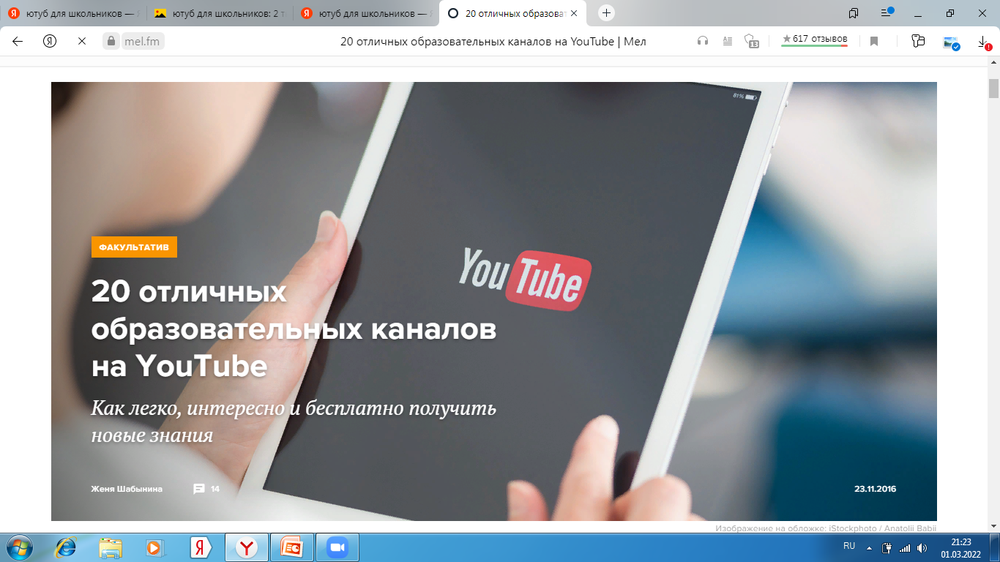 ютуб для школьников —
ютуб для школьников: 2 т
ютуб для школьников —
20 отличных образоват
Я
mel.fm
20 отличных образовательных каналов на YouTube | Мел
13
617 отзывов
81%
YouTube
ФАКУЛЬТАТИВ
20 отличных
образовательных каналов
на YouTube
Как легко, интересно и бесплатно получить
новые знания
Женя Шабынина
14
23.11.2016
Изображение на обложке: iStockphoto / Anatolii Babii
RU
21:23
01.03.2022